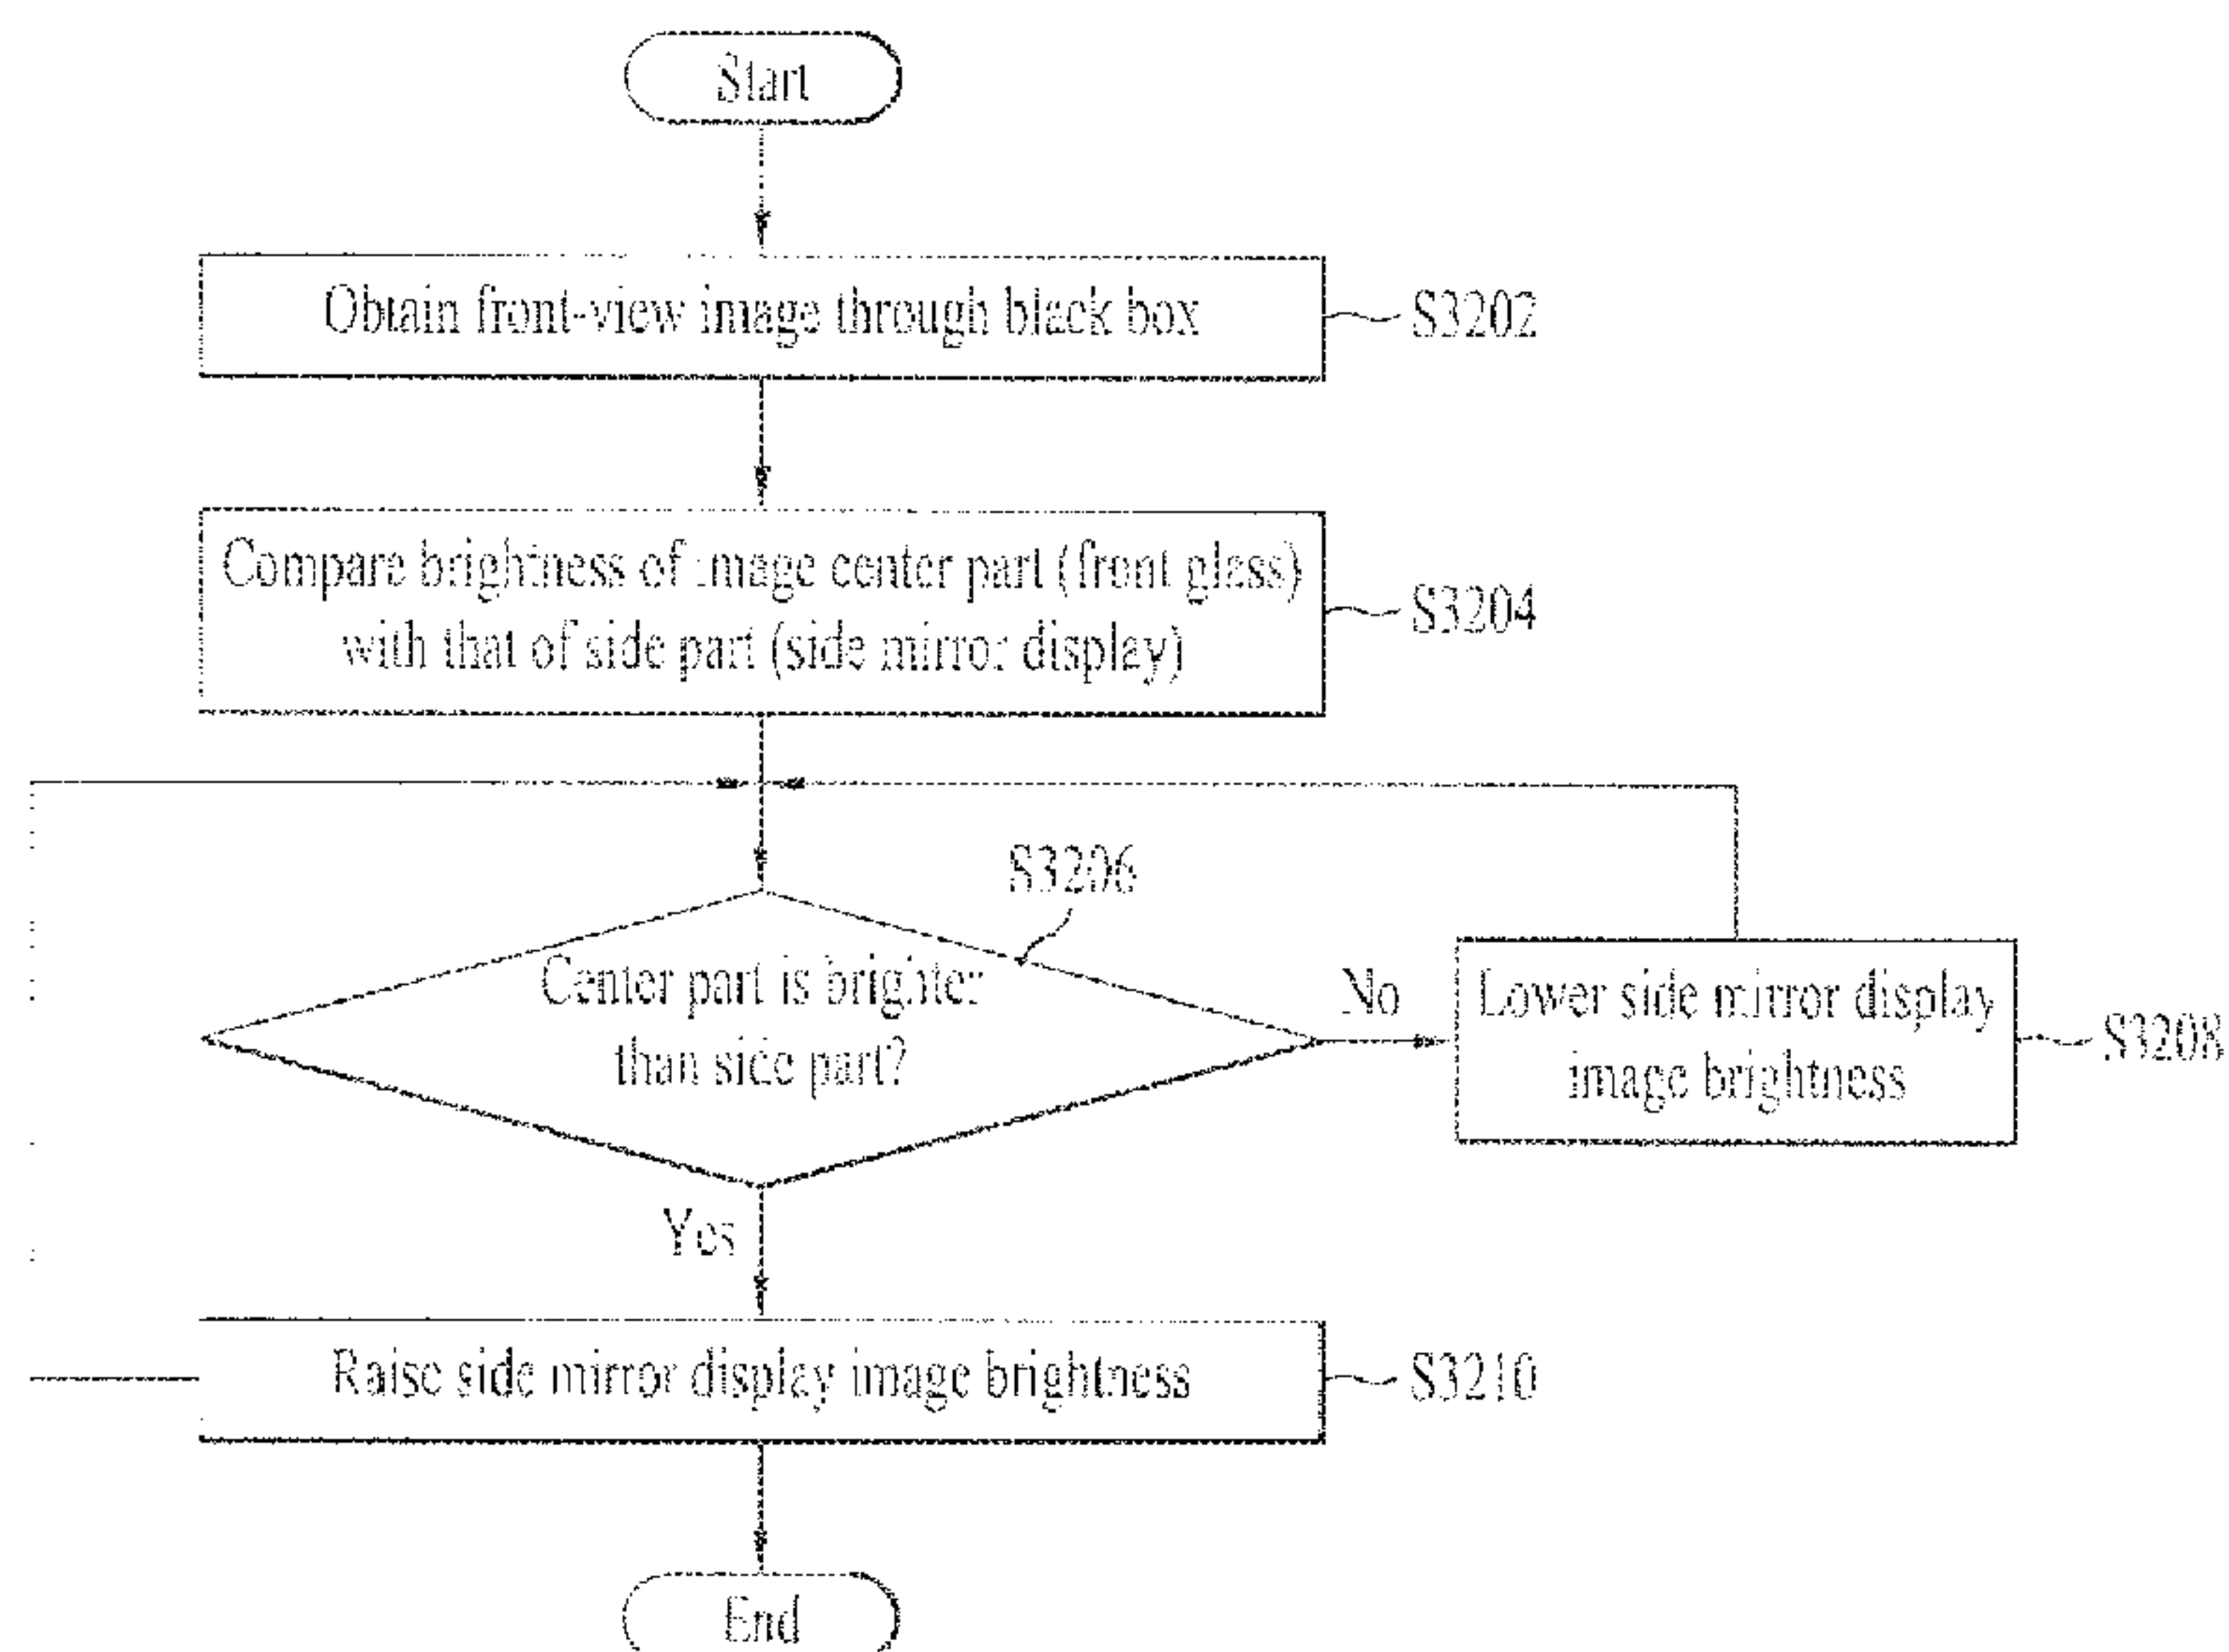 Start
Obtain front-view image through black box
S3202
Compare brightness of image center part (front glass)
with that of side part (side mirror display)
S3204
S3206
Center part is brighter
than side part?
No
Lower side mirror display
image brightness
S3208
Yes
Raise side mirror display image brightness
S3210
End